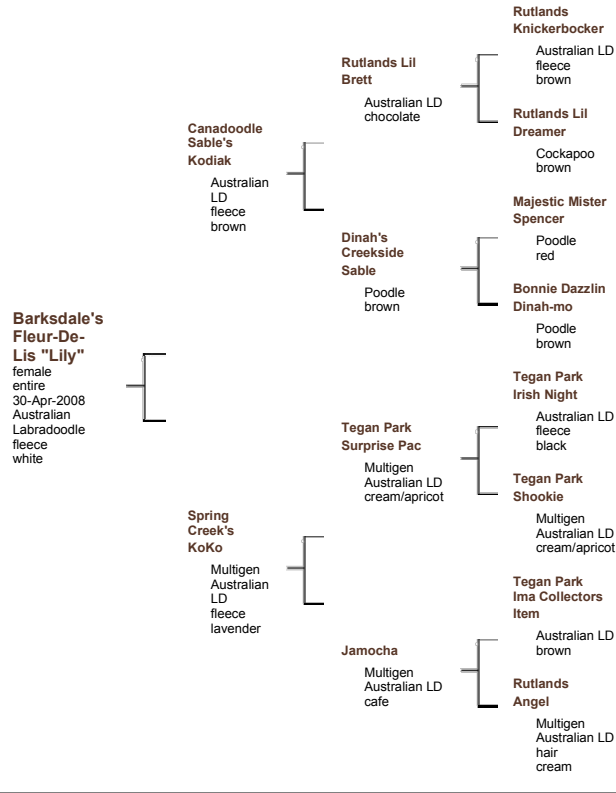 Barksdale's
Fleur-De-
Lis "Lily"
female
entire
30-Apr-2008
Australian
Labradoodle
fleece
white
Canadoodle
Sable's
Kodiak
Australian
LD
fleece
brown
Spring
Creek's
KoKo
Multigen
Australian
LD
fleece
lavender
Rutlands Lil
Brett
Australian LD
chocolate
Dinah's
Creekside
Sable
Poodle
brown
Tegan Park
Surprise Pac
Multigen
Australian LD
cream/apricot
Jamocha
Multigen
Australian LD
cafe
Rutlands
Knickerbocker
Australian LD
fleece
brown
Rutlands Lil
Dreamer
Cockapoo
brown
Majestic Mister
Spencer
Poodle
red
Bonnie Dazzlin
Dinah-mo
Poodle
brown
Tegan Park
Irish Night
Australian LD
fleece
black
Tegan Park
Shookie
Multigen
Australian LD
cream/apricot
Tegan Park
Ima Collectors
Item
Australian LD
brown
Rutlands
Angel
Multigen
Australian LD
hair
cream